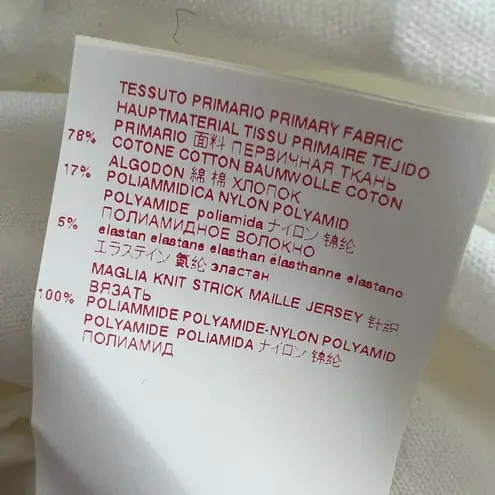 TESSUTO PRIMARIO PRIMARY FABRIC
HAUPTMATERIAL TISSU PRIMAIRE TEJIDO
PRIMARIO 面料 ПЕРВИЧНАЯ ТКАНЬ
78% COTONE COTTON BAUMWOLLE COTON
ALGODON 綿 棉 ХЛОПОК
17% POLIAMMIDICA NYLON POLYAMID
POLYAMIDE poliamida ナイロン 锦纶
ПОЛИАМИДНОЕ ВОЛОКНО
5% elastan elastane elasthan élasthanne elastano
エラステイン 氨纶 эластан
MAGLIA KNIT STRICK MAILLE JERSEY 针织
ВЯЗАТЬ
100% POLIAMMIDE POLYAMIDE-NYLON POLYAMID
POLYAMIDE POLIAMIDA ナイロン 锦纶
ПОЛИАМИД